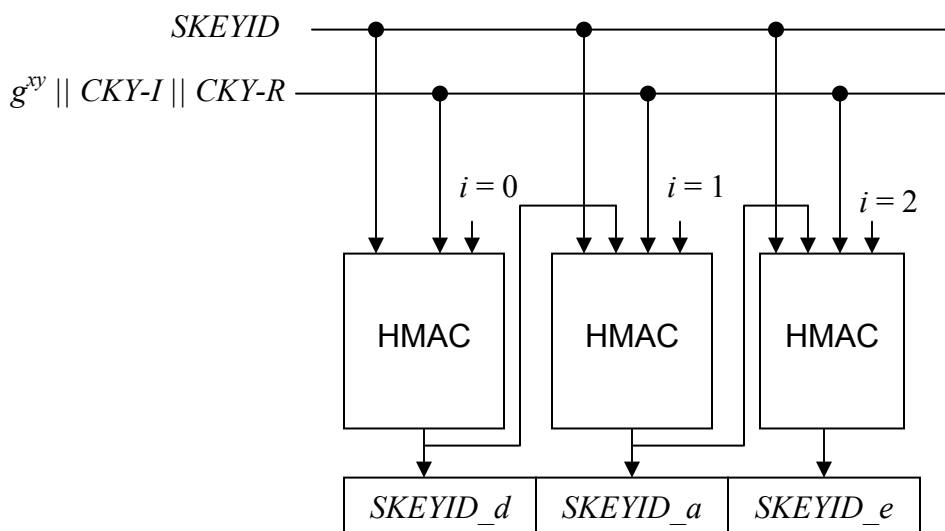 SKEYID
g^{xy} || CKY-I || CKY-R
i = 0
i = 1
i = 2
HMAC HMAC HMAC
SKEYID_d SKEYID_a SKEYID_e